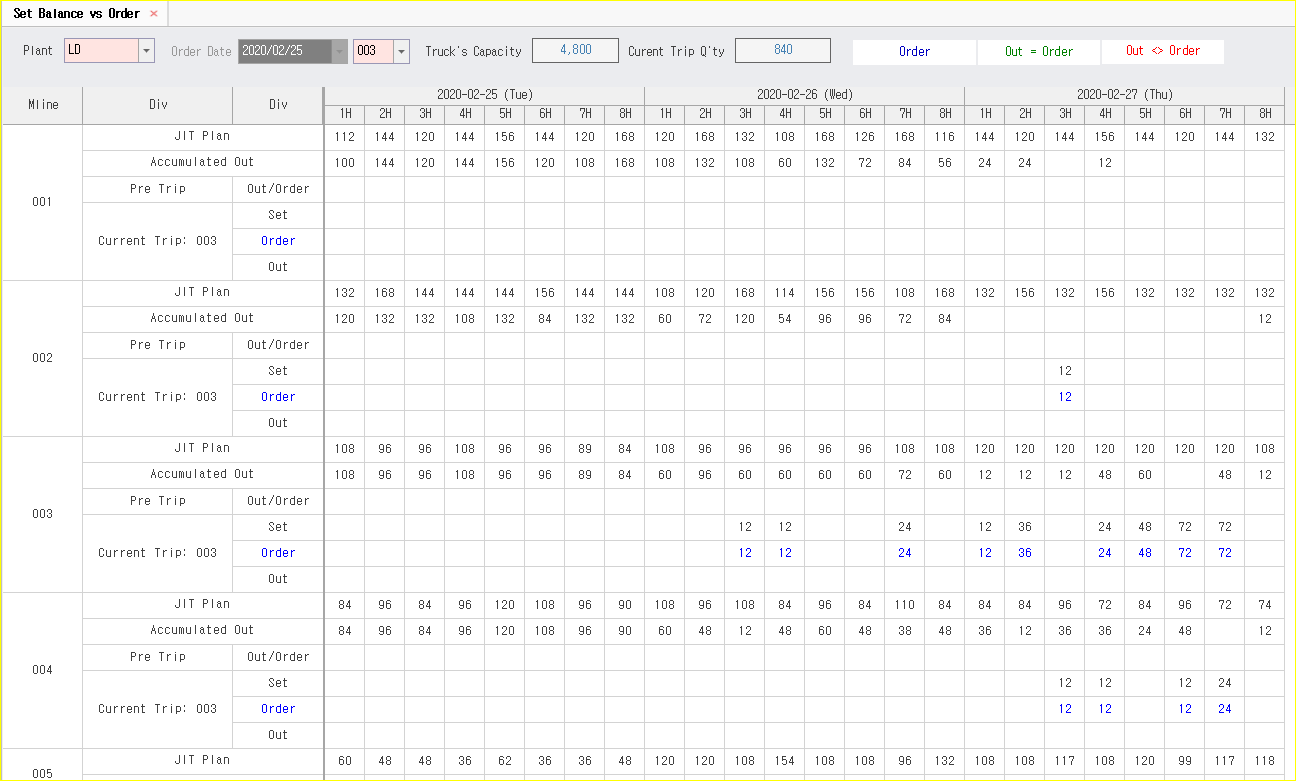 Set Balance vs Order ×
Plant LD Order Date 2020/02/25 003 Truck's Capacity 4,800 Curent Trip Q'ty 840 Order Out = Order Out <> Order
Mline Div Div 2020-02-25 (Tue) 2020-02-26 (Wed) 2020-02-27 (Thu)
1H 2H 3H 4H 5H 6H 7H 8H 1H 2H 3H 4H 5H 6H 7H 8H 1H 2H 3H 4H 5H 6H 7H 8H
001
JIT Plan 112 144 120 144 156 144 120 168 120 168 132 108 168 126 168 116 144 120 144 156 144 120 144 132
Accumulated Out 100 144 120 144 156 120 108 168 108 132 108 60 132 72 84 56 24 24 12
Pre Trip Out/Order
Current Trip: 003 Set
Order
Out
002
JIT Plan 132 168 144 144 144 156 144 144 108 120 168 114 156 156 108 168 132 156 132 156 132 132 132 132
Accumulated Out 120 132 132 108 132 84 132 132 60 72 120 54 96 96 72 84 12
Pre Trip Out/Order
Current Trip: 003 Set 12
Order 12
Out
003
JIT Plan 108 96 96 108 96 96 89 84 108 96 96 96 96 96 108 108 120 120 120 120 120 120 120 108
Accumulated Out 108 96 96 108 96 96 89 84 60 96 60 60 60 60 72 60 12 12 12 48 60 48 12
Pre Trip Out/Order
Current Trip: 003 Set 12 12 24 12 36 24 48 72 72
Order 12 12 24 12 36 24 48 72 72
Out
004
JIT Plan 84 96 84 96 120 108 96 90 108 96 108 84 96 84 110 84 84 84 96 72 84 96 72 74
Accumulated Out 84 96 84 96 120 108 96 90 60 48 12 48 60 48 38 48 36 12 36 36 24 48 12
Pre Trip Out/Order
Current Trip: 003 Set 12 12 12 24
Order 12 12 12 24
Out
005
JIT Plan 60 48 48 36 62 36 36 48 120 120 108 154 108 108 96 132 108 108 117 108 120 99 117 118